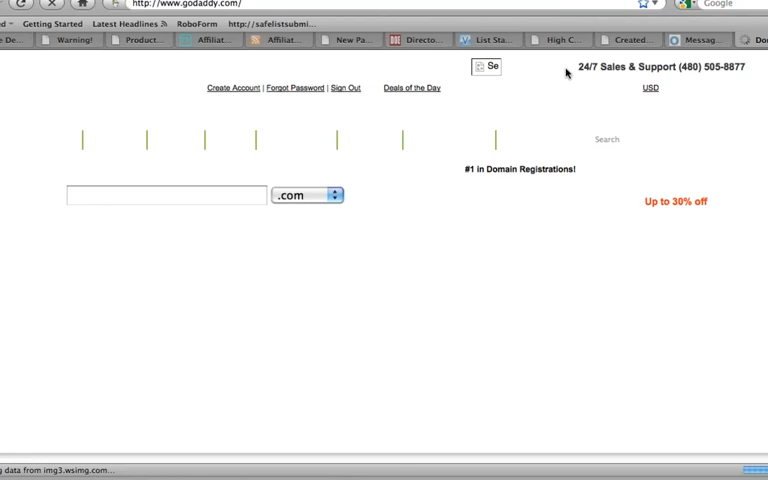 http://www.godaddy.com/
Getting Started Latest Headlines RoboForm http://safelistsubmi...
Warning! Product... Affiliat... Affiliat... New Pa... Directo... List Sta... High C... Created... Messag... Do
Se
24/7 Sales & Support (480) 505-8877
Create Account | Forgot Password | Sign Out Deals of the Day USD
Search
#1 in Domain Registrations!
.com
Up to 30% off
g data from img3.wsimg.com...